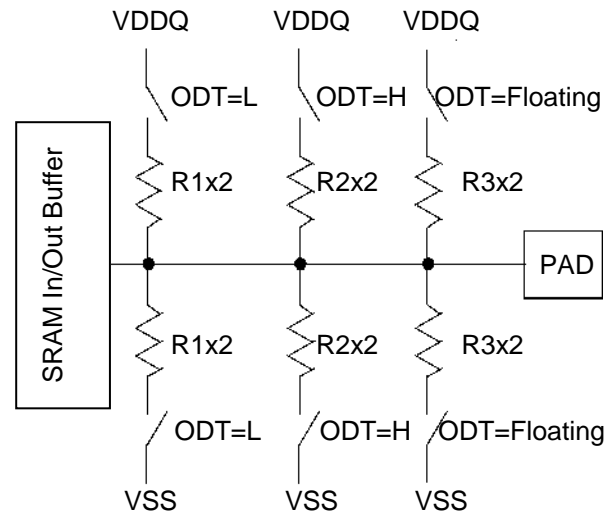 VDDQ VDDQ VDDQ
ODT=L ODT=H ODT=Floating
R1x2 R2x2 R3x2
SRAM In/Out Buffer
PAD
R1x2 R2x2 R3x2
ODT=L ODT=H ODT=Floating
VSS VSS VSS